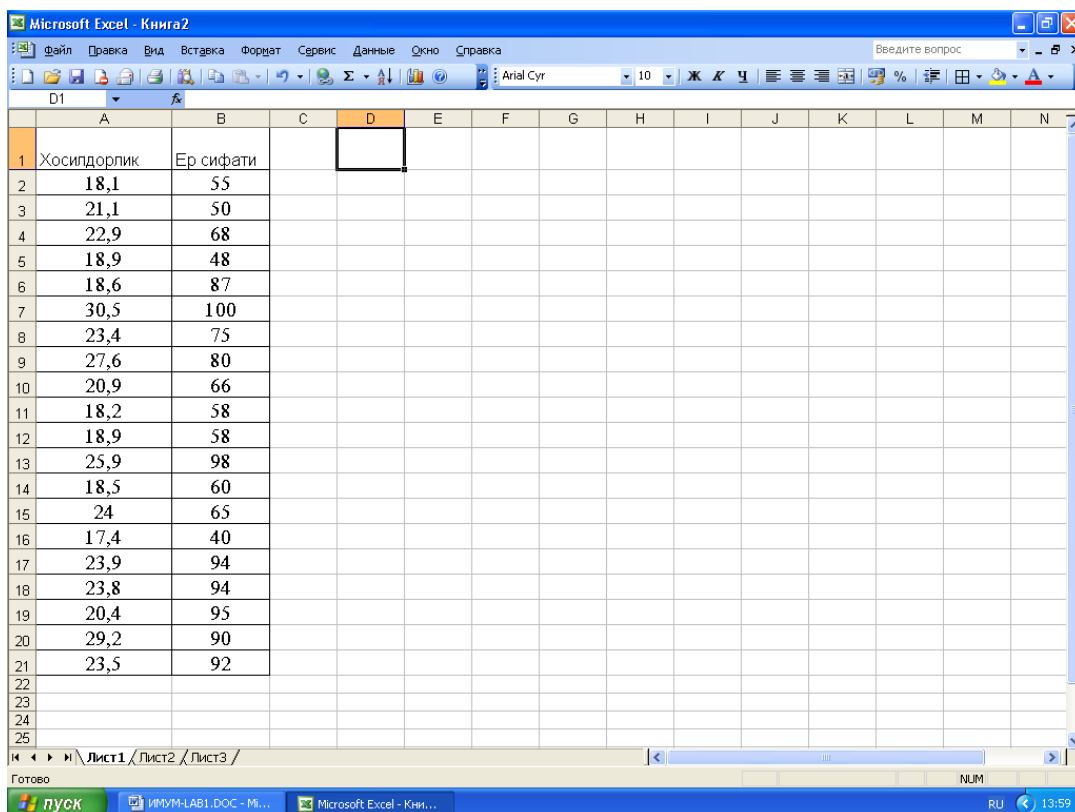 Microsoft Excel - Книга2
Файл Правка Вид Вставка Формат Сервис Данные Окно Справка Введите вопрос
Arial Cyr 10 Ж К Ч
D1 fx
A B C D E F G H I J K L M N
1 Хосилдорлик Ер сифати
2 18,1 55
3 21,1 50
4 22,9 68
5 18,9 48
6 18,6 87
7 30,5 100
8 23,4 75
9 27,6 80
10 20,9 66
11 18,2 58
12 18,9 58
13 25,9 98
14 18,5 60
15 24 65
16 17,4 40
17 23,9 94
18 23,8 94
19 20,4 95
20 29,2 90
21 23,5 92
22
23
24
25
Лист1 Лист2 Лист3
Готово NUM
пуск ИМУМ-LAB1.DOC - Mi... Microsoft Excel - Кни... RU 13:59